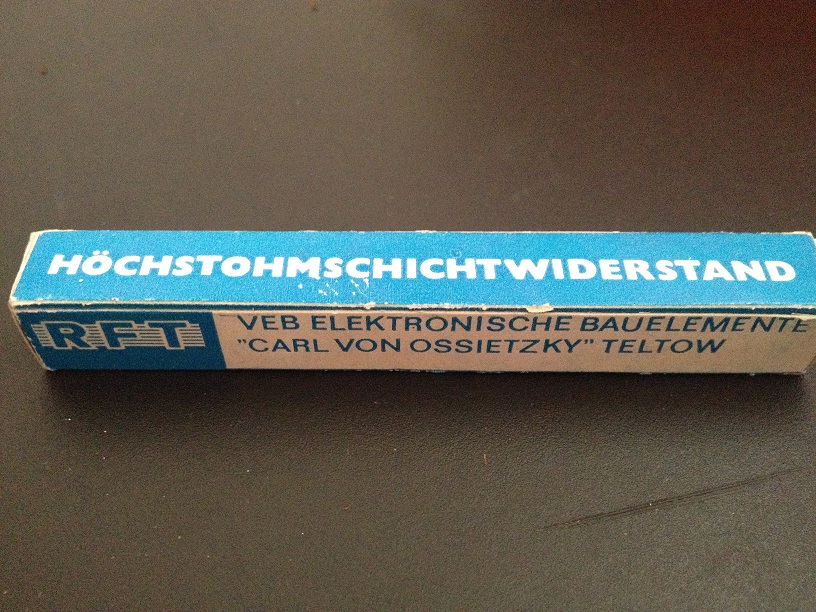 HÖCHSTOHMSCHICHTWIDERSTAND
RFT
VEB ELEKTRONISCHE BAUELEMENTE
"CARL VON OSSIETZKY" TELTOW